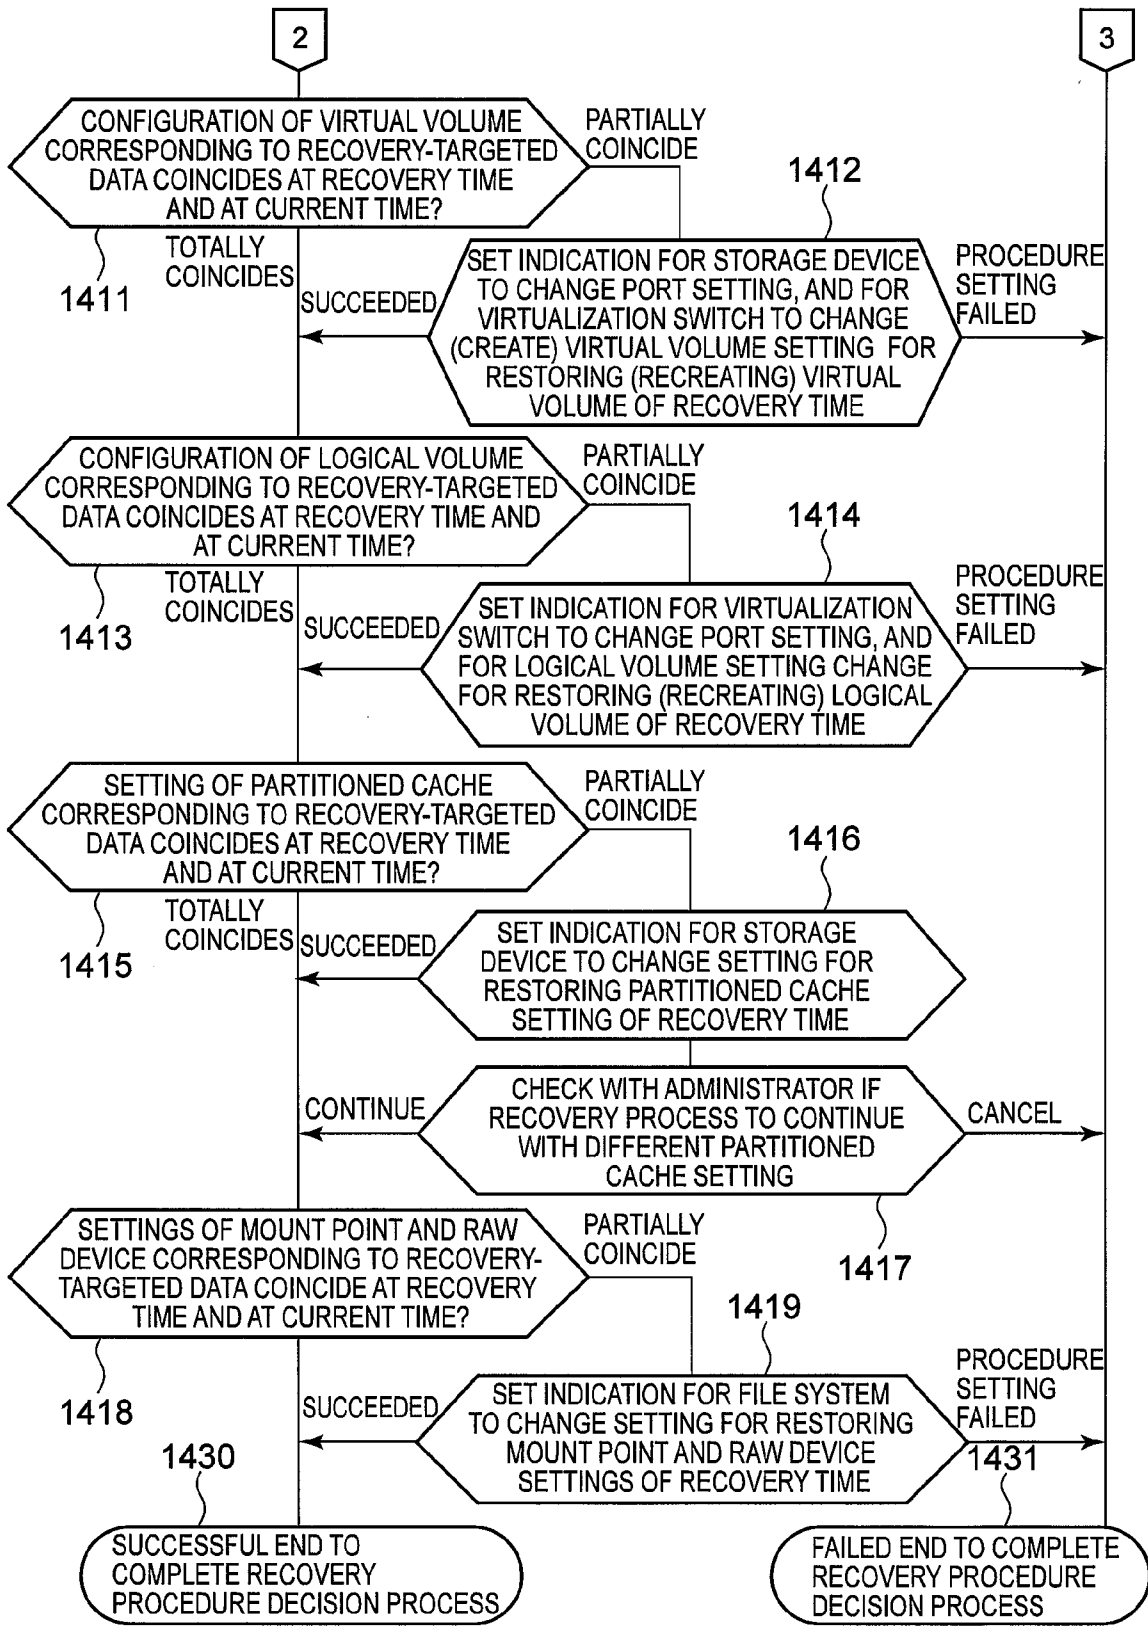 2
3
CONFIGURATION OF VIRTUAL VOLUME
CORRESPONDING TO RECOVERY-TARGETED
DATA COINCIDES AT RECOVERY TIME
AND AT CURRENT TIME?
PARTIALLY
COINCIDE
1411
TOTALLY
COINCIDES
1412
SET INDICATION FOR STORAGE DEVICE
TO CHANGE PORT SETTING, AND FOR
VIRTUALIZATION SWITCH TO CHANGE
(CREATE) VIRTUAL VOLUME SETTING FOR
RESTORING (RECREATING) VIRTUAL
VOLUME OF RECOVERY TIME
SUCCEEDED
PROCEDURE
SETTING
FAILED
CONFIGURATION OF LOGICAL VOLUME
CORRESPONDING TO RECOVERY-TARGETED
DATA COINCIDES AT RECOVERY TIME AND
AT CURRENT TIME?
PARTIALLY
COINCIDE
1413
TOTALLY
COINCIDES
1414
SET INDICATION FOR VIRTUALIZATION
SWITCH TO CHANGE PORT SETTING, AND
FOR LOGICAL VOLUME SETTING CHANGE
FOR RESTORING (RECREATING) LOGICAL
VOLUME OF RECOVERY TIME
SUCCEEDED
PROCEDURE
SETTING
FAILED
SETTING OF PARTITIONED CACHE
CORRESPONDING TO RECOVERY-TARGETED
DATA COINCIDES AT RECOVERY TIME
AND AT CURRENT TIME?
PARTIALLY
COINCIDE
1415
TOTALLY
COINCIDES
1416
SET INDICATION FOR STORAGE
DEVICE TO CHANGE SETTING FOR
RESTORING PARTITIONED CACHE
SETTING OF RECOVERY TIME
SUCCEEDED
CHECK WITH ADMINISTRATOR IF
RECOVERY PROCESS TO CONTINUE
WITH DIFFERENT PARTITIONED
CACHE SETTING
CONTINUE
CANCEL
1417
SETTINGS OF MOUNT POINT AND RAW
DEVICE CORRESPONDING TO RECOVERY-
TARGETED DATA COINCIDE AT RECOVERY
TIME AND AT CURRENT TIME?
PARTIALLY
COINCIDE
1418
1419
SET INDICATION FOR FILE SYSTEM
TO CHANGE SETTING FOR RESTORING
MOUNT POINT AND RAW DEVICE
SETTINGS OF RECOVERY TIME
SUCCEEDED
PROCEDURE
SETTING
FAILED
1430
SUCCESSFUL END TO
COMPLETE RECOVERY
PROCEDURE DECISION PROCESS
1431
FAILED END TO COMPLETE
RECOVERY PROCEDURE
DECISION PROCESS